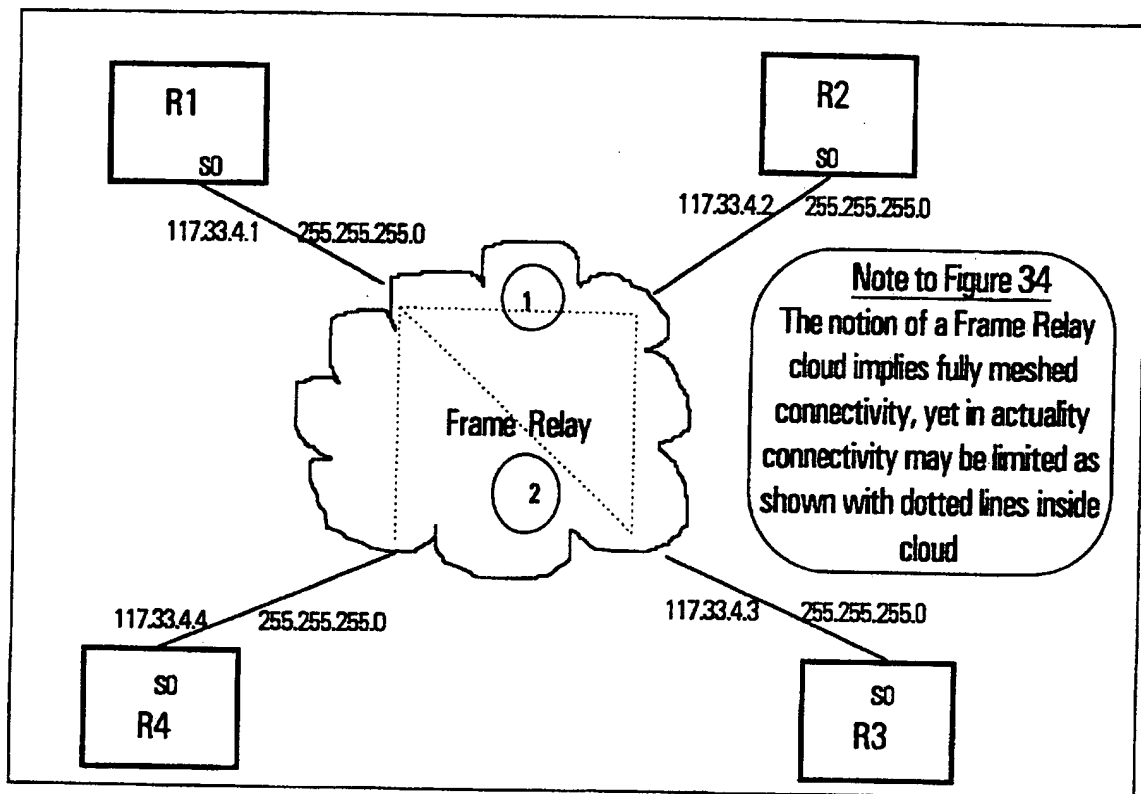 R1
S0
R2
S0
117.33.4.1 255.255.255.0
117.33.4.2 255.255.255.0
1
Frame Relay
2
Note to Figure 34
The notion of a Frame Relay
cloud implies fully meshed
connectivity, yet in actuality
connectivity may be limited as
shown with dotted lines inside
cloud
117.33.4.4 255.255.255.0
117.33.4.3 255.255.255.0
S0
R4
S0
R3